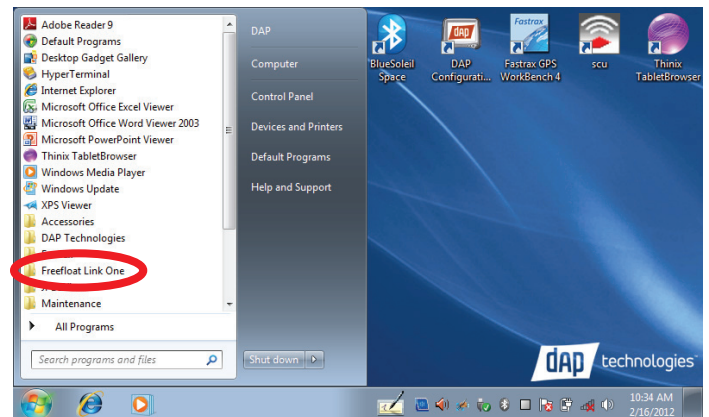 Adobe Reader 9
Default Programs
Desktop Gadget Gallery
HyperTerminal
Internet Explorer
Microsoft Office Excel Viewer
Microsoft Office Word Viewer 2003
Microsoft PowerPoint Viewer
Thinix TabletBrowser
Windows Media Player
Windows Update
XPS Viewer
Accessories
DAP Technologies
Freefloat Link One
Maintenance
All Programs
Search programs and files
DAP
Computer
Control Panel
Devices and Printers
Default Programs
Help and Support
Shut down
BlueSoleil
Space
dap
DAP
Configurati...
Fastrax
Fastrax GPS
WorkBench 4
scu
Thinix
TabletBrowser
dap technologies
10:34 AM
2/16/2012